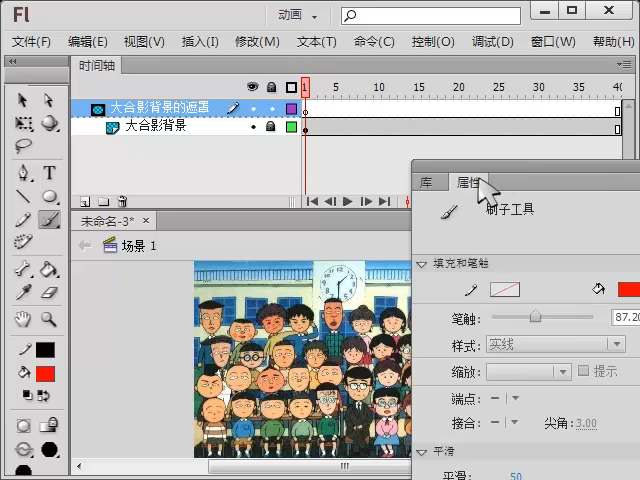 Fl
动画
文件(F) 编辑(E) 视图(V) 插入(I) 修改(M) 文本(T) 命令(C) 控制(O) 调试(D) 窗口(W) 帮助(H)
时间轴
1 5 10 15 20 25 30 35 40
大合影背景的遮罩
大合影背景
未命名-3*
场景 1
库 属性
刷子工具
填充和笔触
笔触: 87.20
样式: 实线
缩放: 提示
端点:
接合: 尖角: 3.00
平滑
平滑: 50